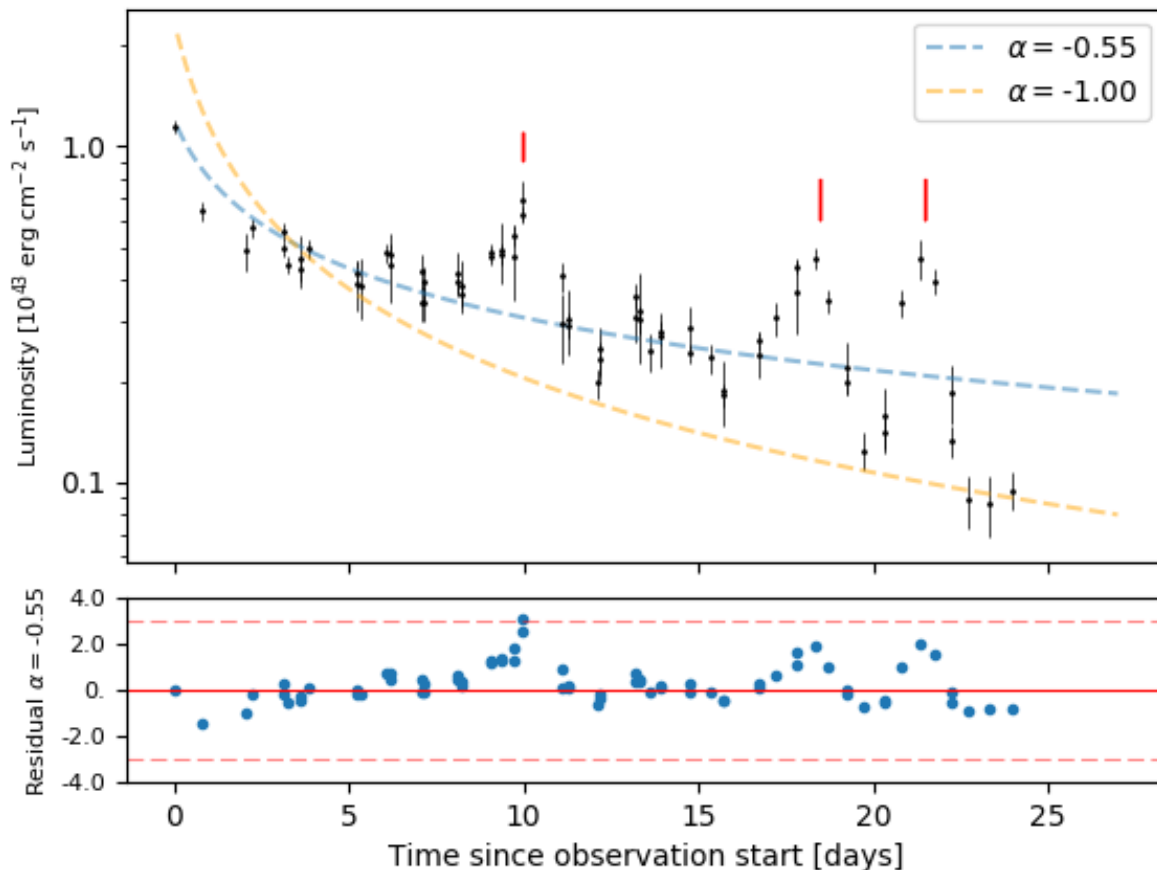 α = -0.55
α = -1.00
Luminosity [10⁴³ erg cm⁻² s⁻¹]
1.0
0.1
Residual α = -0.55
4.0
2.0
0.
-2.0
-4.0
0 5 10 15 20 25
Time since observation start [days]